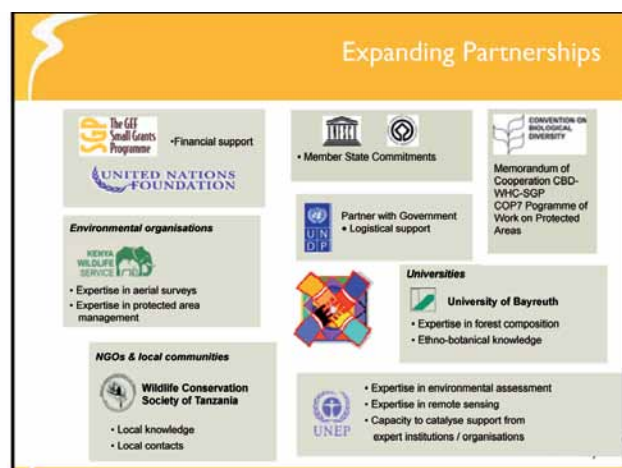 Expanding Partnerships
SGP The GEF
Small Grants
Programme
•Financial support
UNITED NATIONS
FOUNDATION
UNESCO
• Member State Commitments
CONVENTION ON
BIOLOGICAL
DIVERSITY
Memorandum of
Cooperation CBD-
WHC-SGP
COP7 Pogramme of
Work on Protected
Areas
Environmental organisations
KENYA
WILDLIFE
SERVICE
• Expertise in aerial surveys
• Expertise in protected area
management
U N
D P
Partner with Government
• Logistical support
Universities
University of Bayreuth
• Expertise in forest composition
• Ethno-botanical knowledge
NGOs & local communities
Wildlife Conservation
Society of Tanzania
• Local knowledge
• Local contacts
UNEP
• Expertise in environmental assessment
• Expertise in remote sensing
• Capacity to catalyse support from
expert institutions / organisations